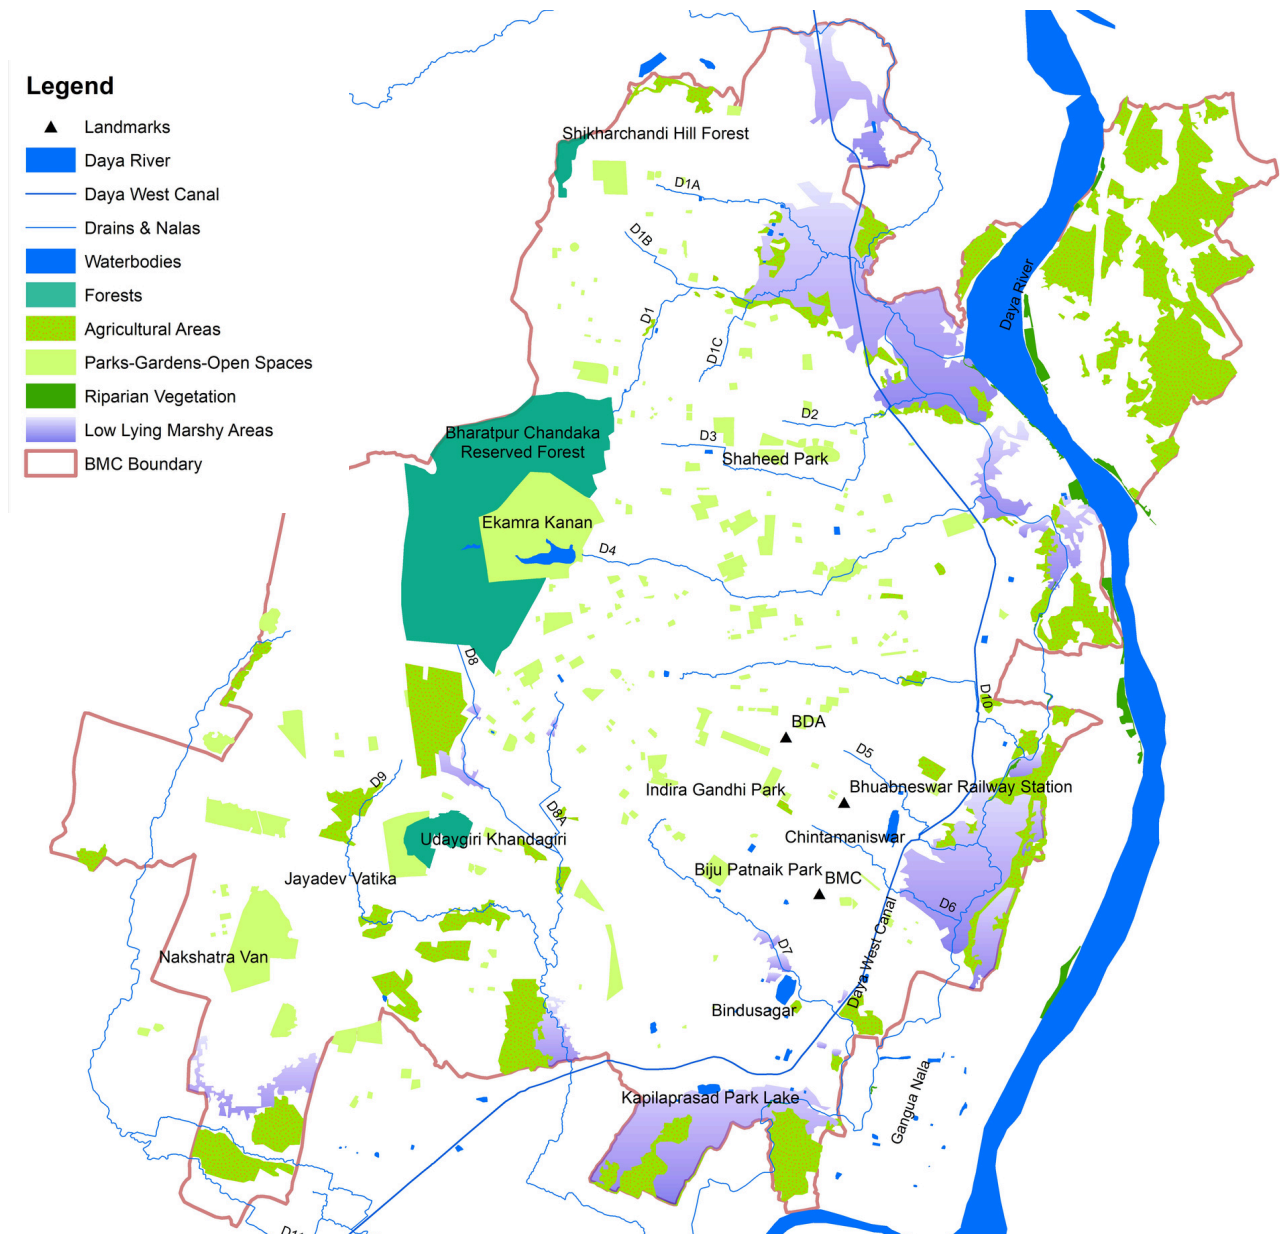 Legend
Landmarks
Daya River
Daya West Canal
Drains & Nalas
Waterbodies
Forests
Agricultural Areas
Parks-Gardens-Open Spaces
Riparian Vegetation
Low Lying Marshy Areas
BMC Boundary
Shikharchandi Hill Forest
D1A
D1B
Daya River
D1
D1C
D2
Bharatpur Chandaka
Reserved Forest
D3
Shaheed Park
Ekamra Kanan
D4
D8
D10
BDA
D5
D9
Indira Gandhi Park
Bhuabneswar Railway Station
D8A
Chintamaniswar
Udaygiri Khandagiri
Biju Patnaik Park
BMC
Jayadev Vatika
D6
D7
Daya West Canal
Nakshatra Van
Bindusagar
Kapilaprasad Park Lake
Gangua Nala